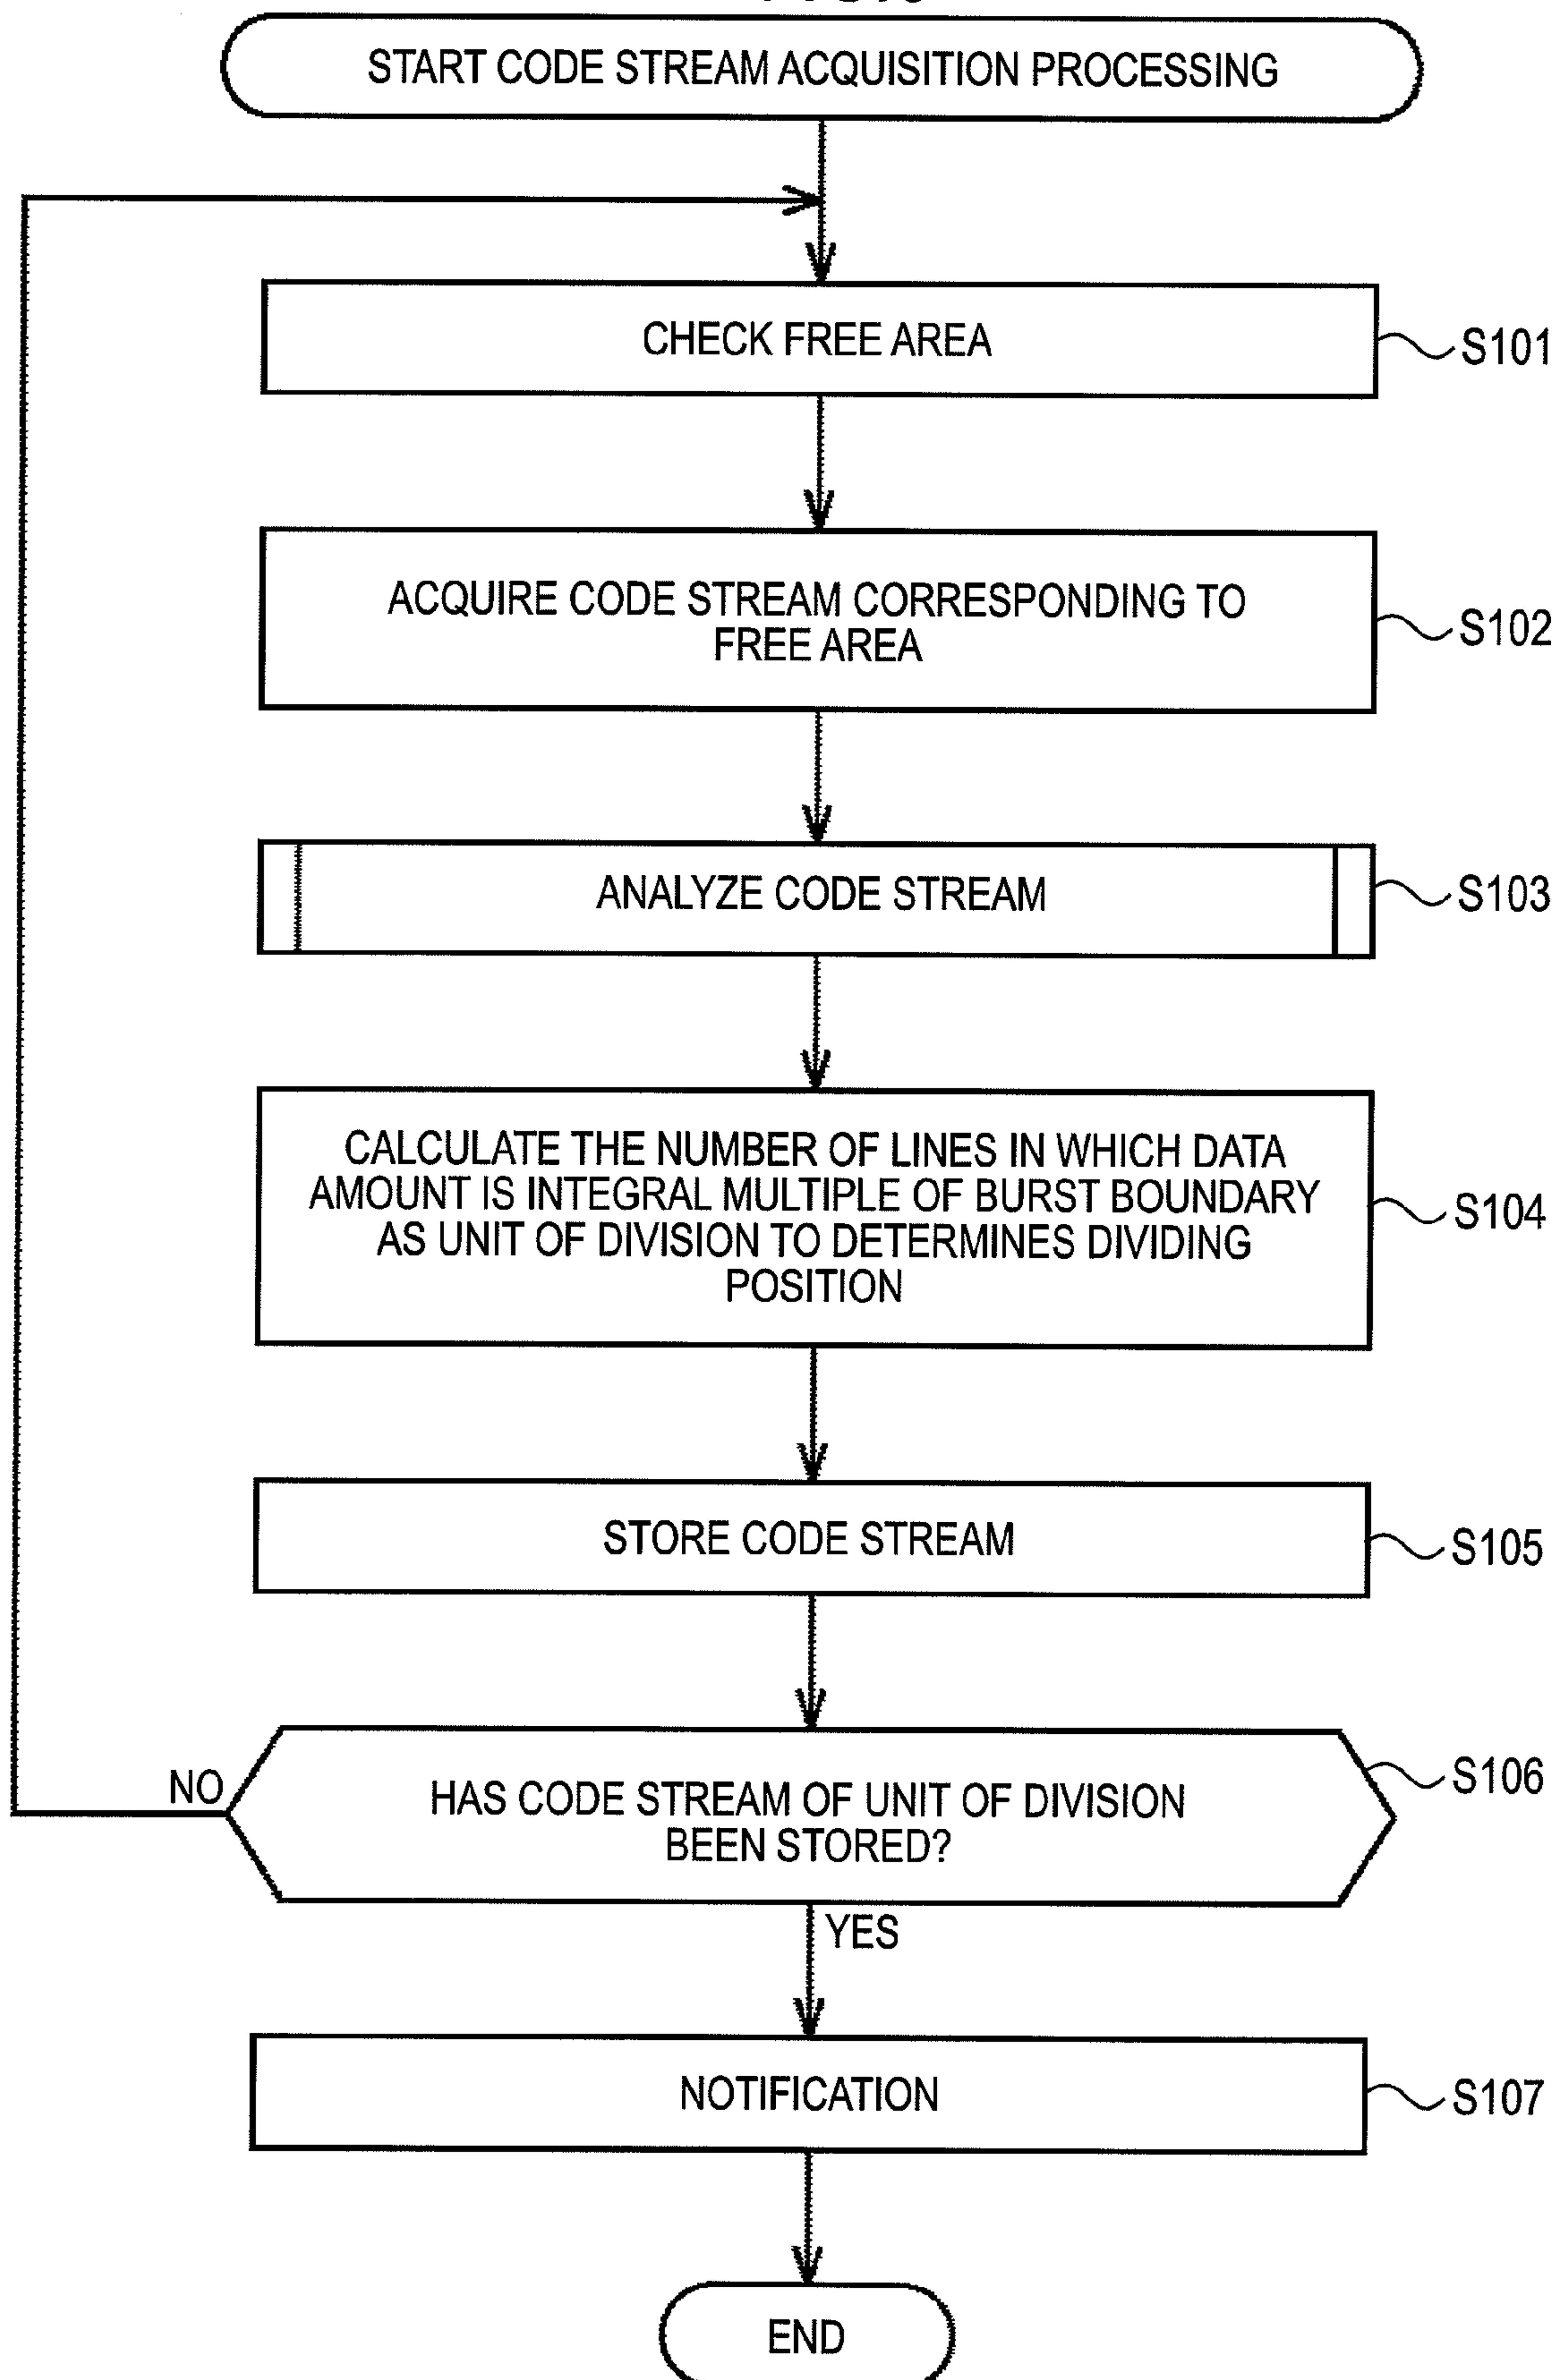 START CODE STREAM ACQUISITION PROCESSING
CHECK FREE AREA
S101
ACQUIRE CODE STREAM CORRESPONDING TO
FREE AREA
S102
ANALYZE CODE STREAM
S103
CALCULATE THE NUMBER OF LINES IN WHICH DATA
AMOUNT IS INTEGRAL MULTIPLE OF BURST BOUNDARY
AS UNIT OF DIVISION TO DETERMINES DIVIDING
POSITION
S104
STORE CODE STREAM
S105
HAS CODE STREAM OF UNIT OF DIVISION
BEEN STORED?
S106
NO
YES
NOTIFICATION
S107
END